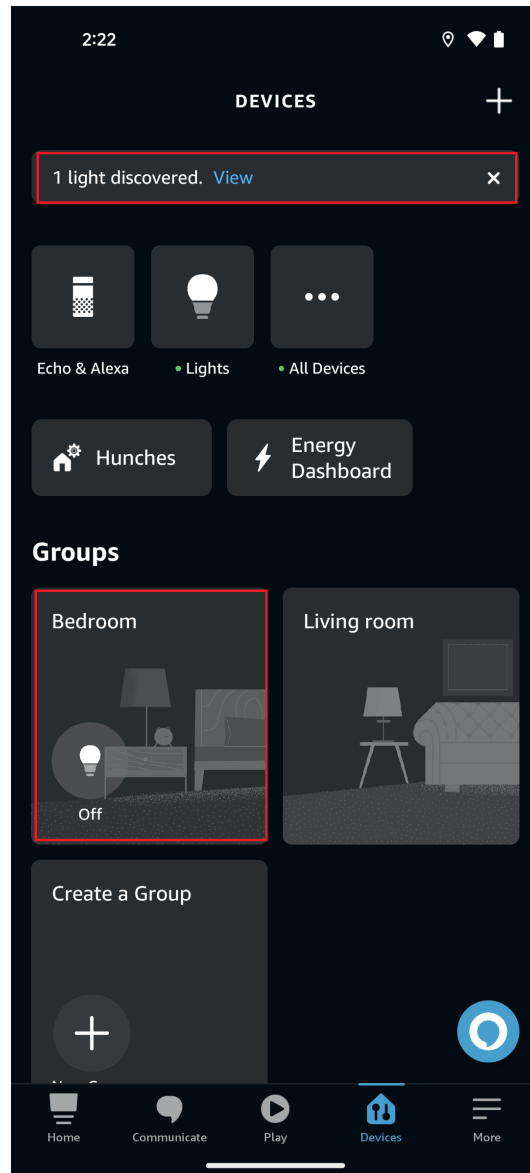 2:22
DEVICES
1 light discovered. View
Echo & Alexa
Lights
All Devices
Hunches
Energy
Dashboard
Groups
Bedroom
Living room
Off
Create a Group
Home
Communicate
Play
Devices
More